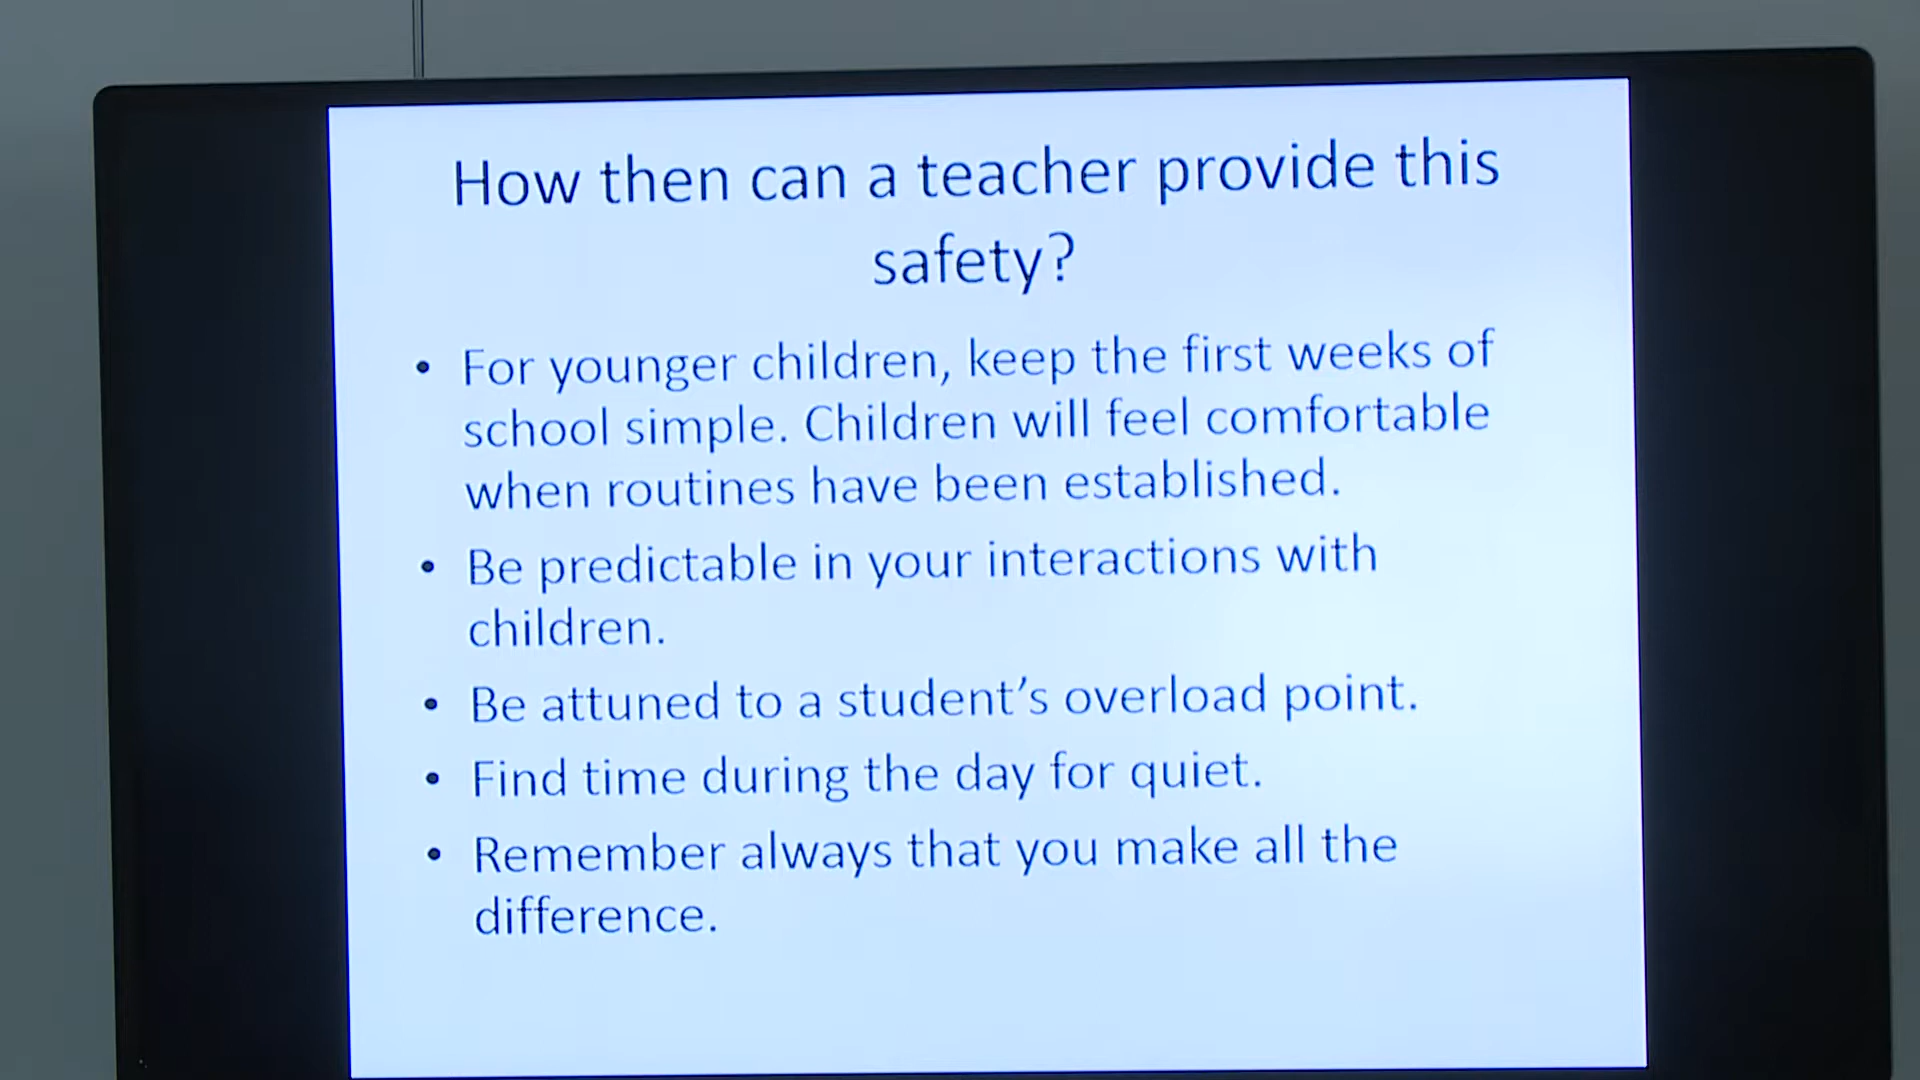 How then can a teacher provide this
safety?
• For younger children, keep the first weeks of
school simple. Children will feel comfortable
when routines have been established.
• Be predictable in your interactions with
children.
• Be attuned to a student’s overload point.
• Find time during the day for quiet.
• Remember always that you make all the
difference.